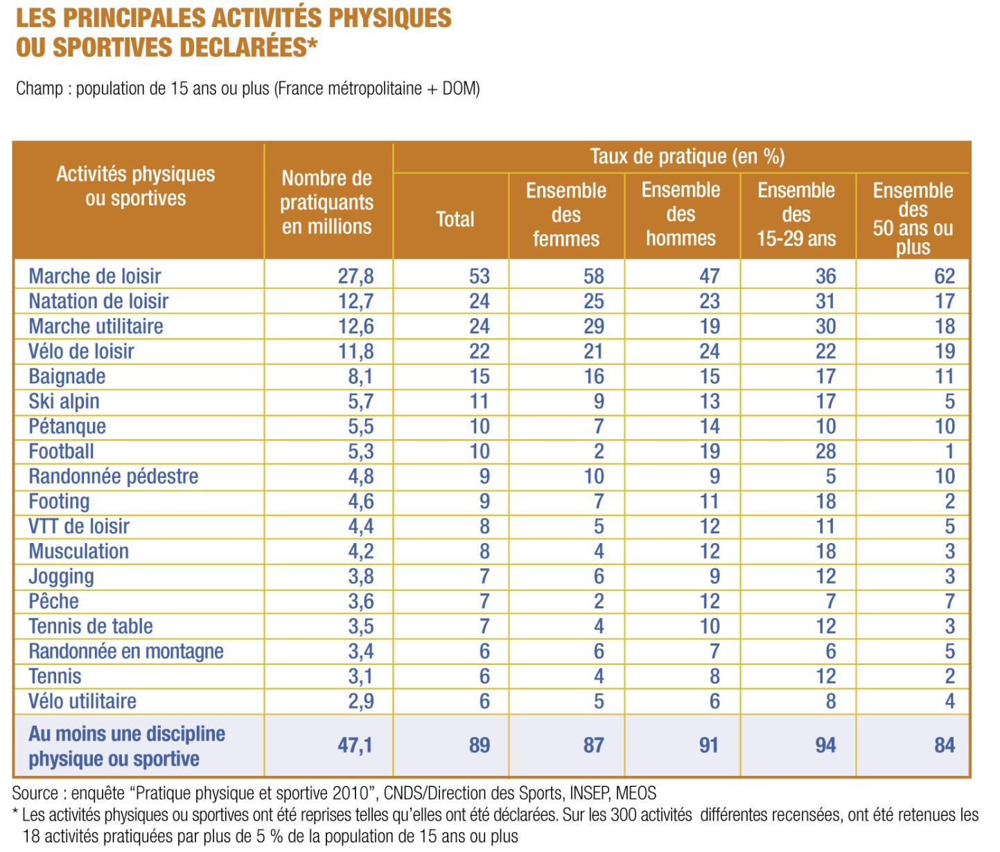 LES PRINCIPALES ACTIVITÉS PHYSIQUES
OU SPORTIVES DECLARÉES*
Champ : population de 15 ans ou plus (France métropolitaine + DOM)
Activités physiques
ou sportives
Nombre de
pratiquants
en millions
Taux de pratique (en %)
Total
Ensemble
des
femmes
Ensemble
des
hommes
Ensemble
des
15-29 ans
Ensemble
des
50 ans ou
plus
Marche de loisir 27,8 53 58 47 36 62
Natation de loisir 12,7 24 25 23 31 17
Marche utilitaire 12,6 24 29 19 30 18
Vélo de loisir 11,8 22 21 24 22 19
Baignade 8,1 15 16 15 17 11
Ski alpin 5,7 11 9 13 17 5
Pétanque 5,5 10 7 14 10 10
Football 5,3 10 2 19 28 1
Randonnée pédestre 4,8 9 10 9 5 10
Footing 4,6 9 7 11 18 2
VTT de loisir 4,4 8 5 12 11 5
Musculation 4,2 8 4 12 18 3
Jogging 3,8 7 6 9 12 3
Pêche 3,6 7 2 12 7 7
Tennis de table 3,5 7 4 10 12 3
Randonnée en montagne 3,4 6 6 7 6 5
Tennis 3,1 6 4 8 12 2
Vélo utilitaire 2,9 6 5 6 8 4
Au moins une discipline
physique ou sportive 47,1 89 87 91 94 84
Source : enquête “Pratique physique et sportive 2010”, CNDS/Direction des Sports, INSEP, MEOS
* Les activités physiques ou sportives ont été reprises telles qu’elles ont été déclarées. Sur les 300 activités différentes recensées, ont été retenues les
18 activités pratiquées par plus de 5 % de la population de 15 ans ou plus